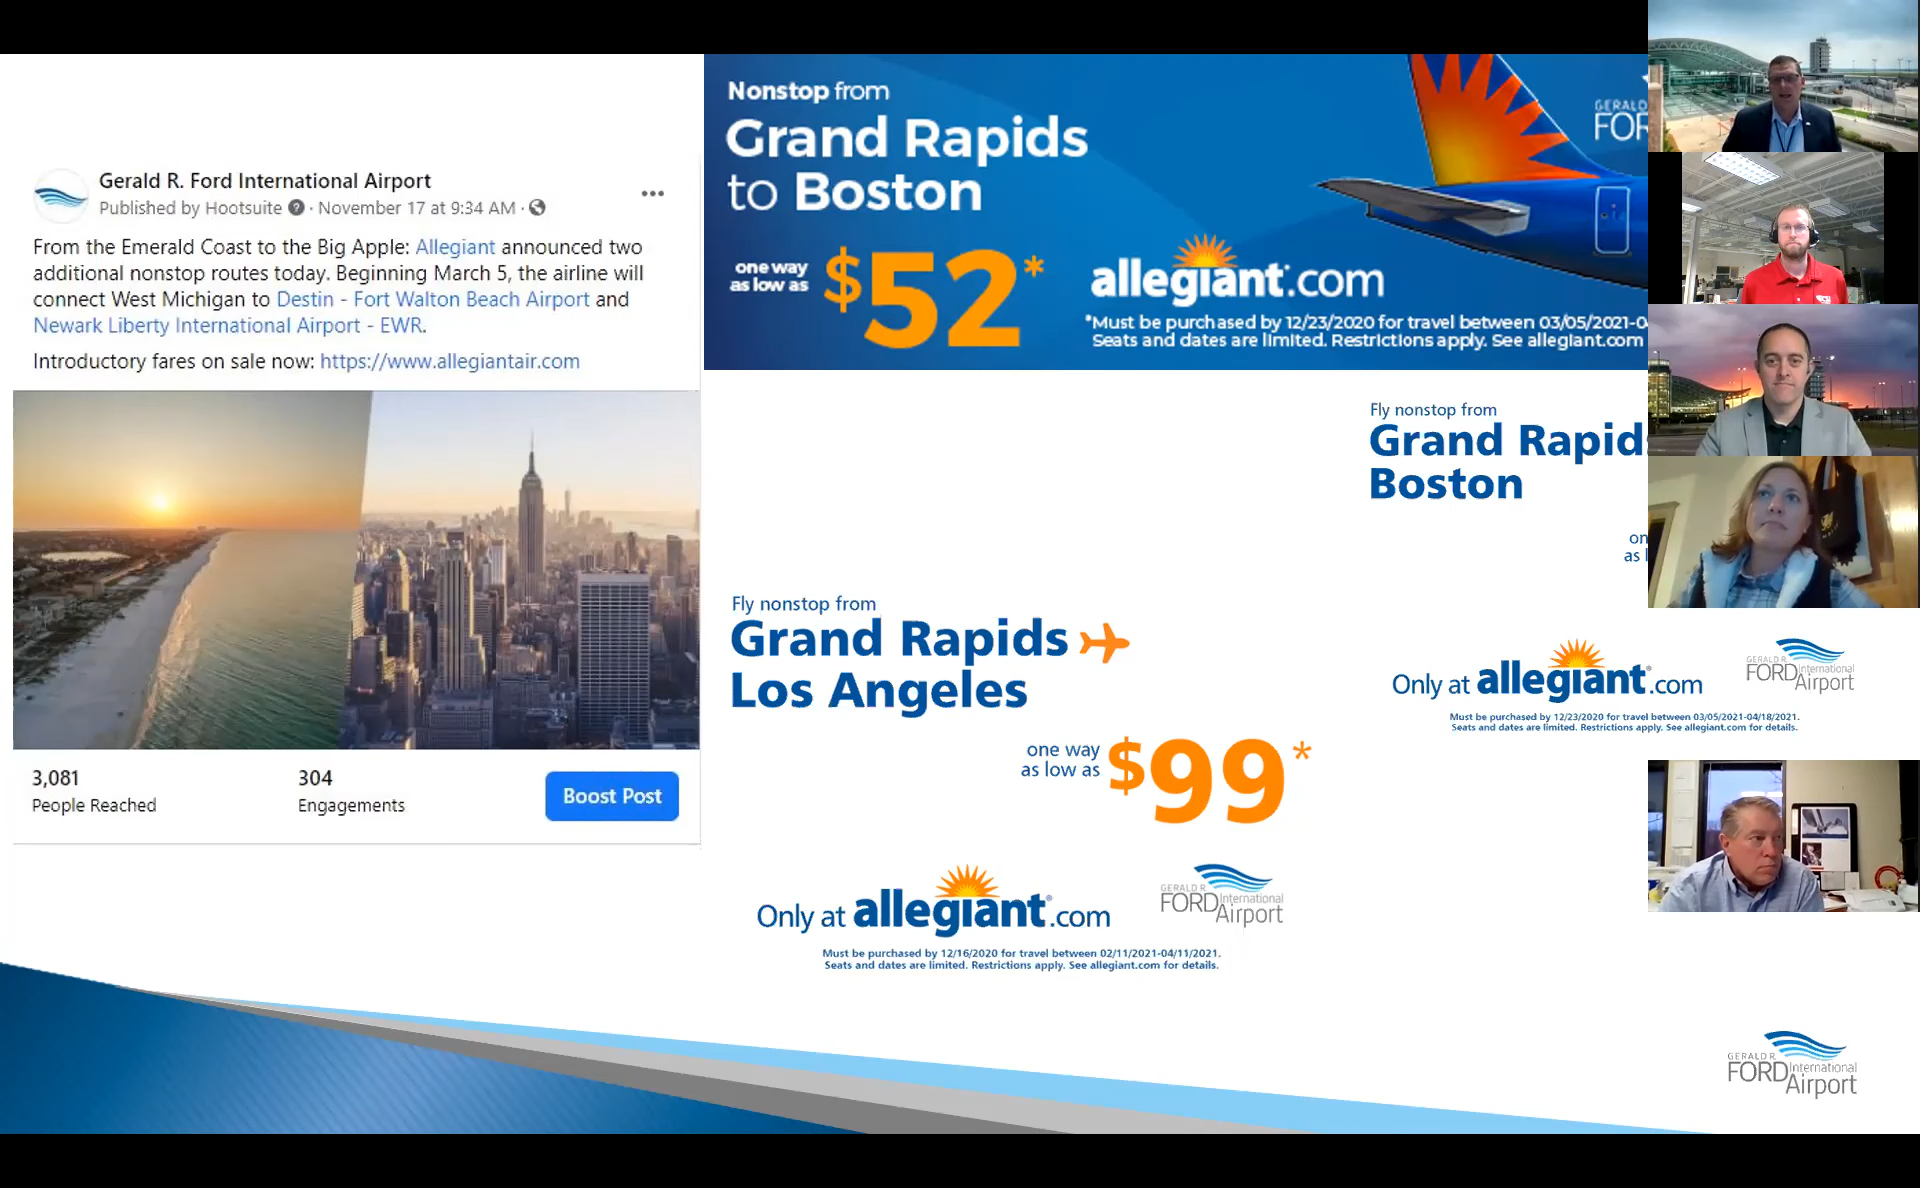 Gerald R. Ford International Airport
Published by Hootsuite · November 17 at 9:34 AM ·
From the Emerald Coast to the Big Apple: Allegiant announced two
additional nonstop routes today. Beginning March 5, the airline will
connect West Michigan to Destin - Fort Walton Beach Airport and
Newark Liberty International Airport - EWR.
Introductory fares on sale now: https://www.allegiantair.com
3,081
People Reached
304
Engagements
Boost Post
Nonstop from
Grand Rapids
to Boston
one way
as low as
$52*
allegiant.com
*Must be purchased by 12/23/2020 for travel between 03/05/2021-0
Seats and dates are limited. Restrictions apply. See allegiant.com
GERALD
FOR
Fly nonstop from
Grand Rapids
Los Angeles
one way
as low as
$99*
Only at allegiant.com
GERALD R.
FORD International
Airport
Must be purchased by 12/16/2020 for travel between 02/11/2021-04/11/2021.
Seats and dates are limited. Restrictions apply. See allegiant.com for details.
Fly nonstop from
Grand Rapid
Boston
on
as l
Only at allegiant.com
GERALD R.
FORD International
Airport
Must be purchased by 12/23/2020 for travel between 03/05/2021-04/18/2021.
Seats and dates are limited. Restrictions apply. See allegiant.com for details.
GERALD R.
FORD International
Airport